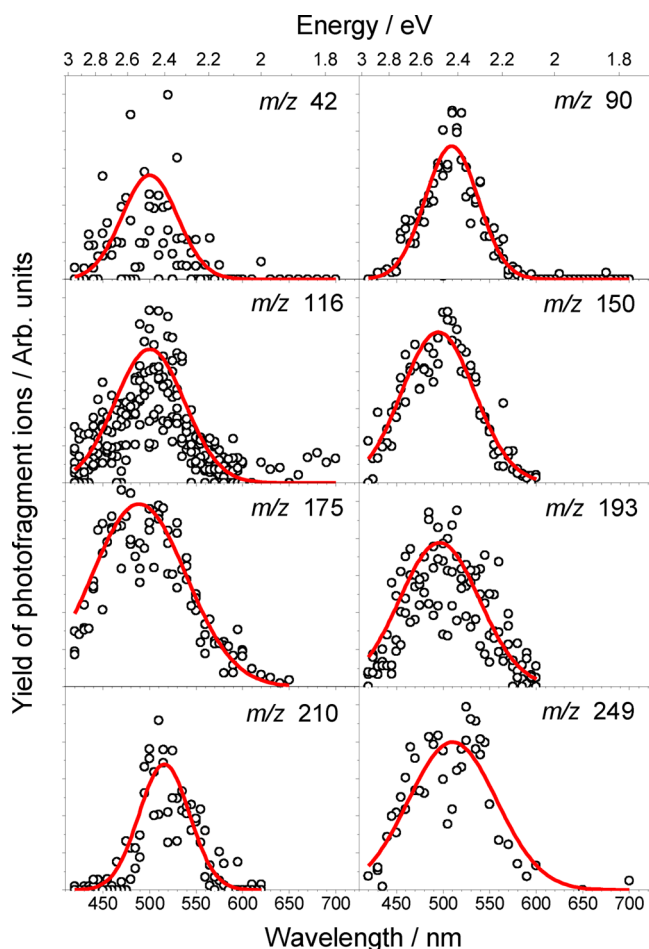 Energy / eV
3 2.8 2.6 2.4 2.2 2 1.8 3 2.8 2.6 2.4 2.2 2 1.8
m/z 42
m/z 90
m/z 116
m/z 150
m/z 175
m/z 193
m/z 210
m/z 249
Yield of photofragment ions / Arb. units
450 500 550 600 650 700 450 500 550 600 650 700
Wavelength / nm